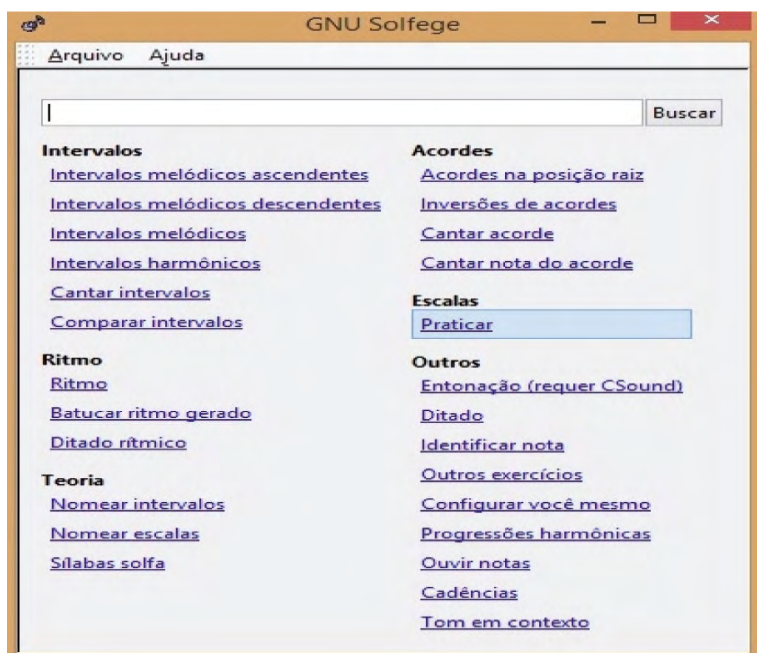 GNU Solfege
Arquivo Ajuda
Buscar
Intervalos
Intervalos melódicos ascendentes
Intervalos melódicos descendentes
Intervalos melódicos
Intervalos harmônicos
Cantar intervalos
Comparar intervalos
Ritmo
Ritmo
Batucar ritmo gerado
Ditado rítmico
Teoria
Nomear intervalos
Nomear escalas
Sílabas solfa
Acordes
Acordes na posição raiz
Inversões de acordes
Cantar acorde
Cantar nota do acorde
Escalas
Praticar
Outros
Entonação (requer CSound)
Ditado
Identificar nota
Outros exercícios
Configurar você mesmo
Progressões harmônicas
Ouvir notas
Cadências
Tom em contexto